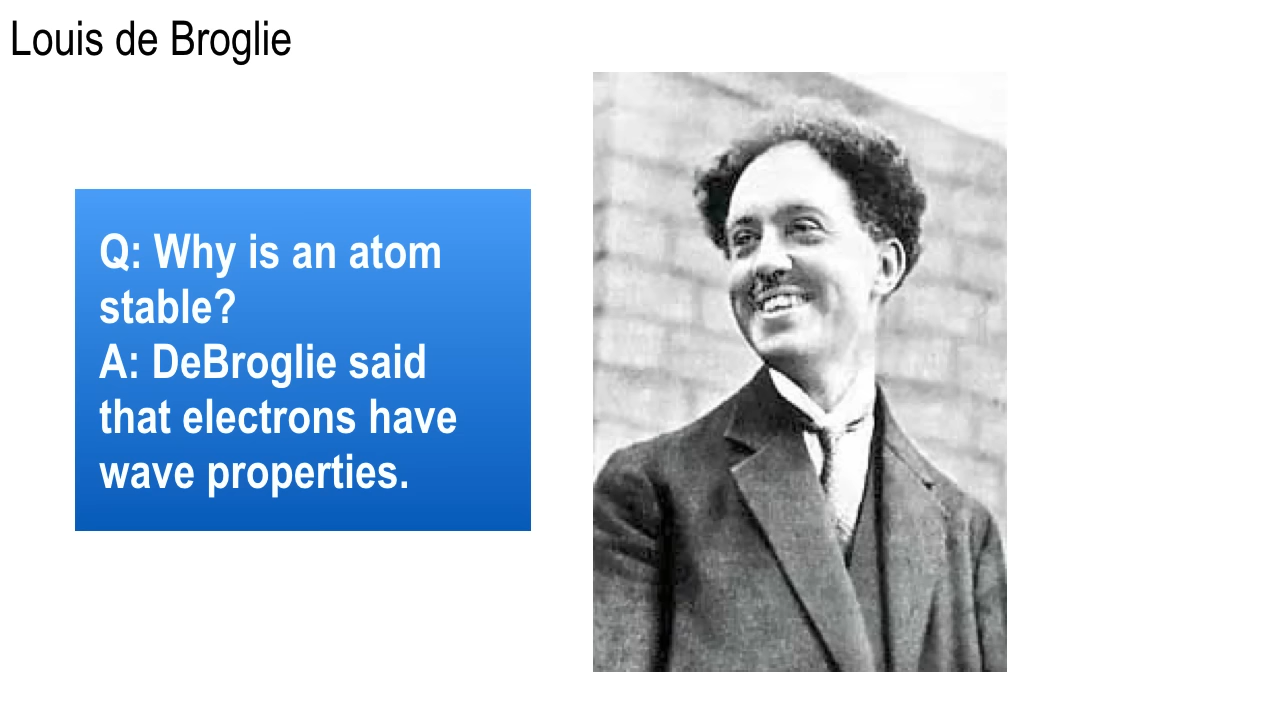 Louis de Broglie
Q: Why is an atom
stable?
A: DeBroglie said
that electrons have
wave properties.